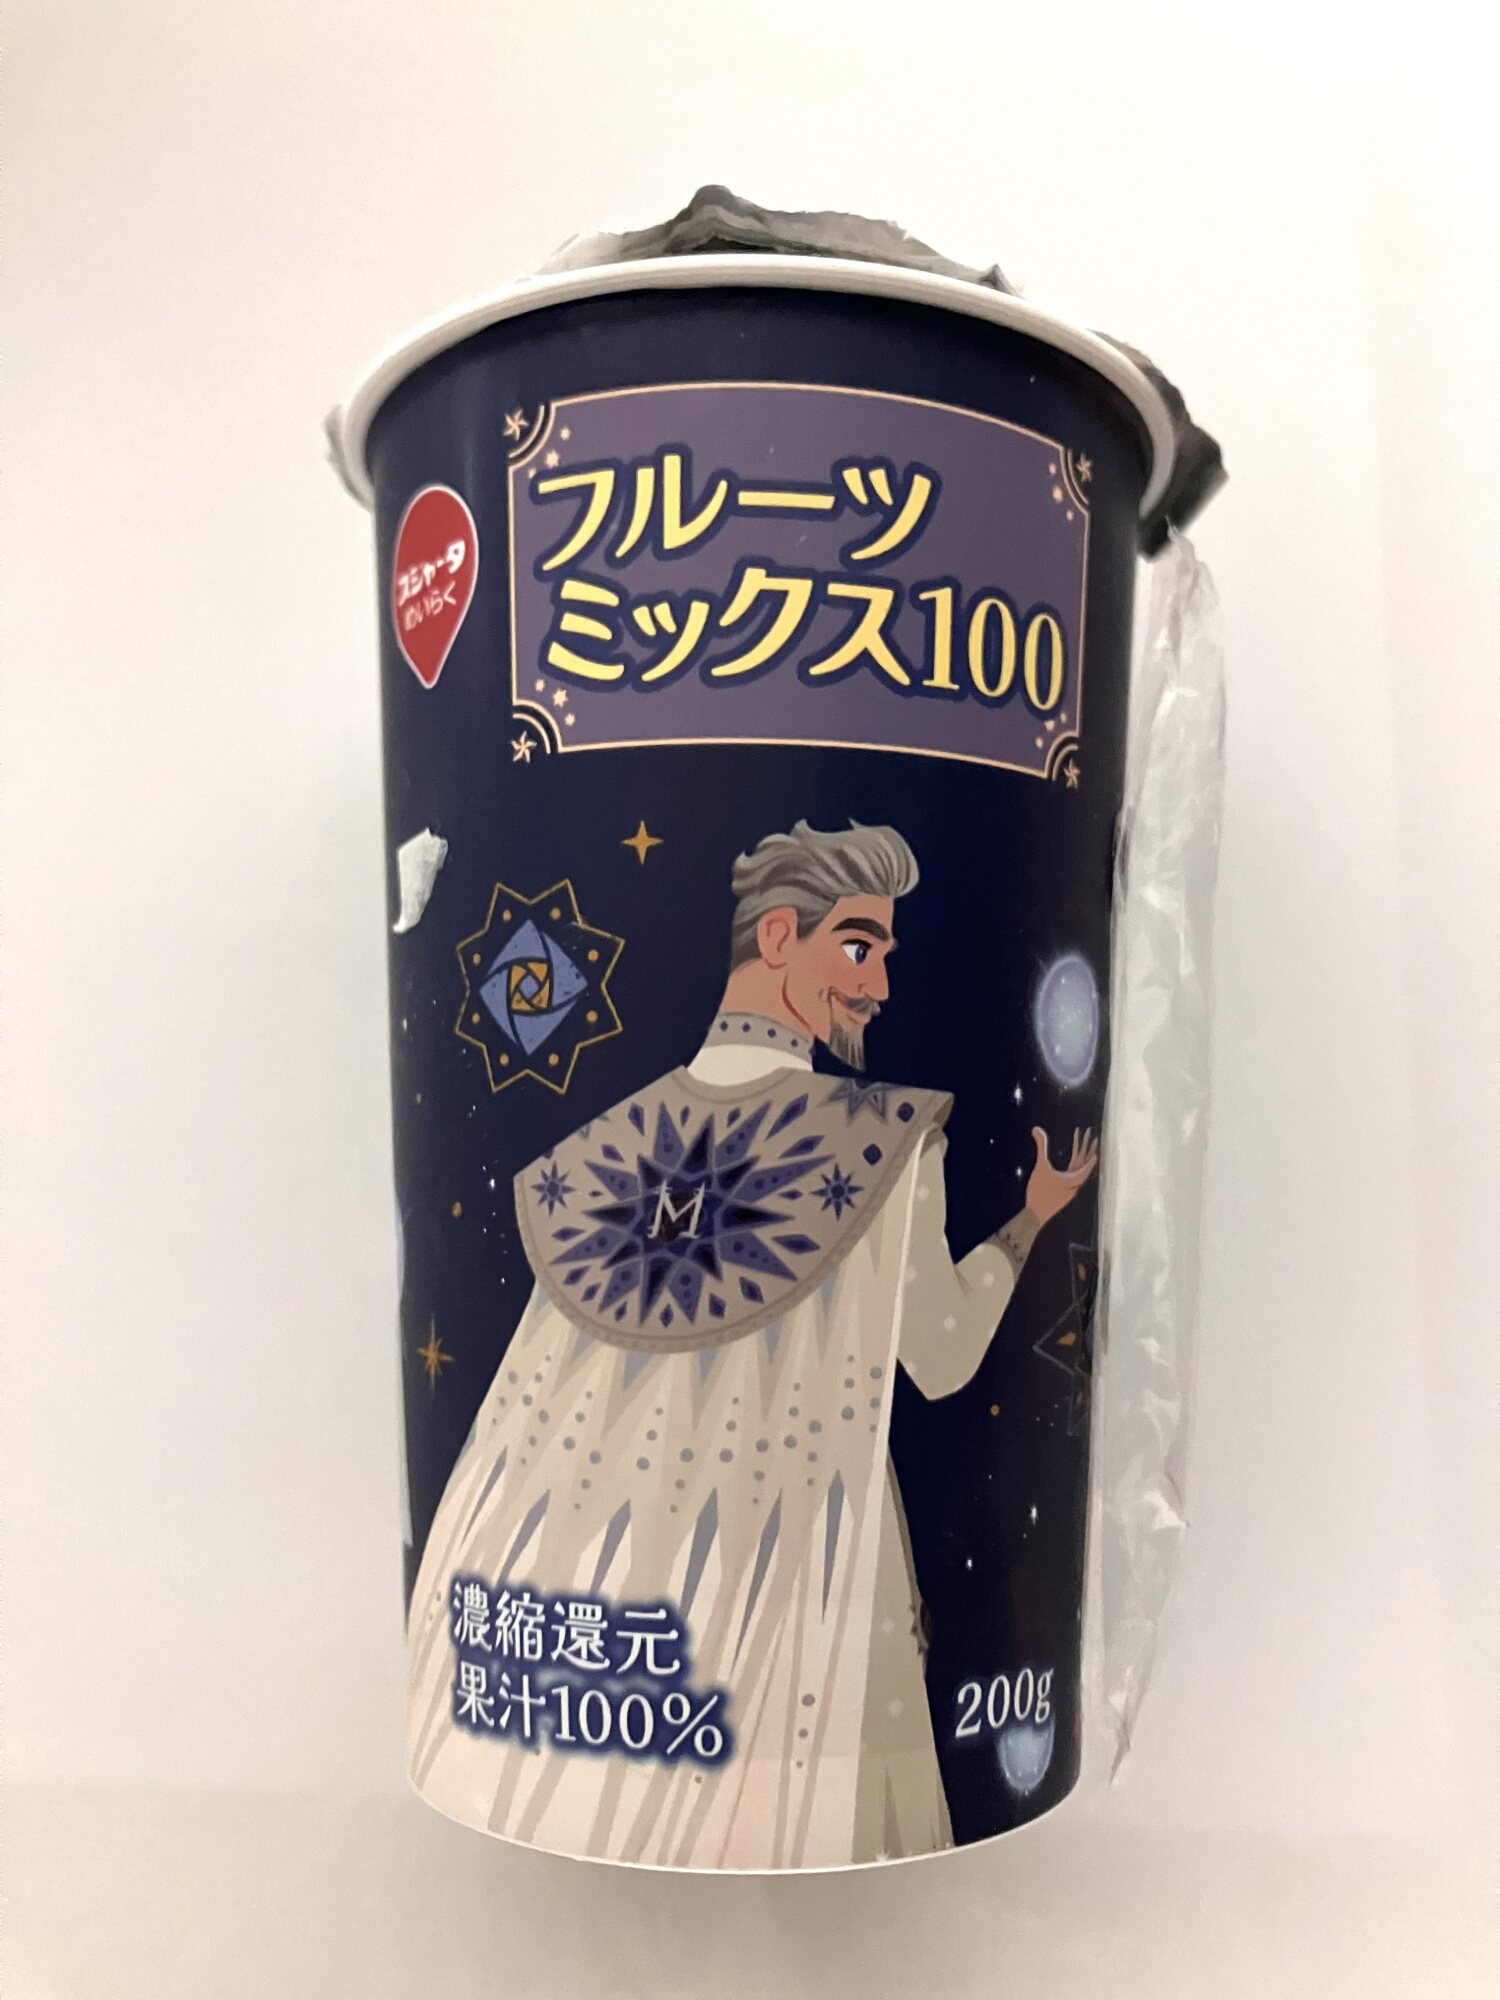 フルーツ
ミックス100
スジャータ
めいらく
M
濃縮還元
果汁100%
200g